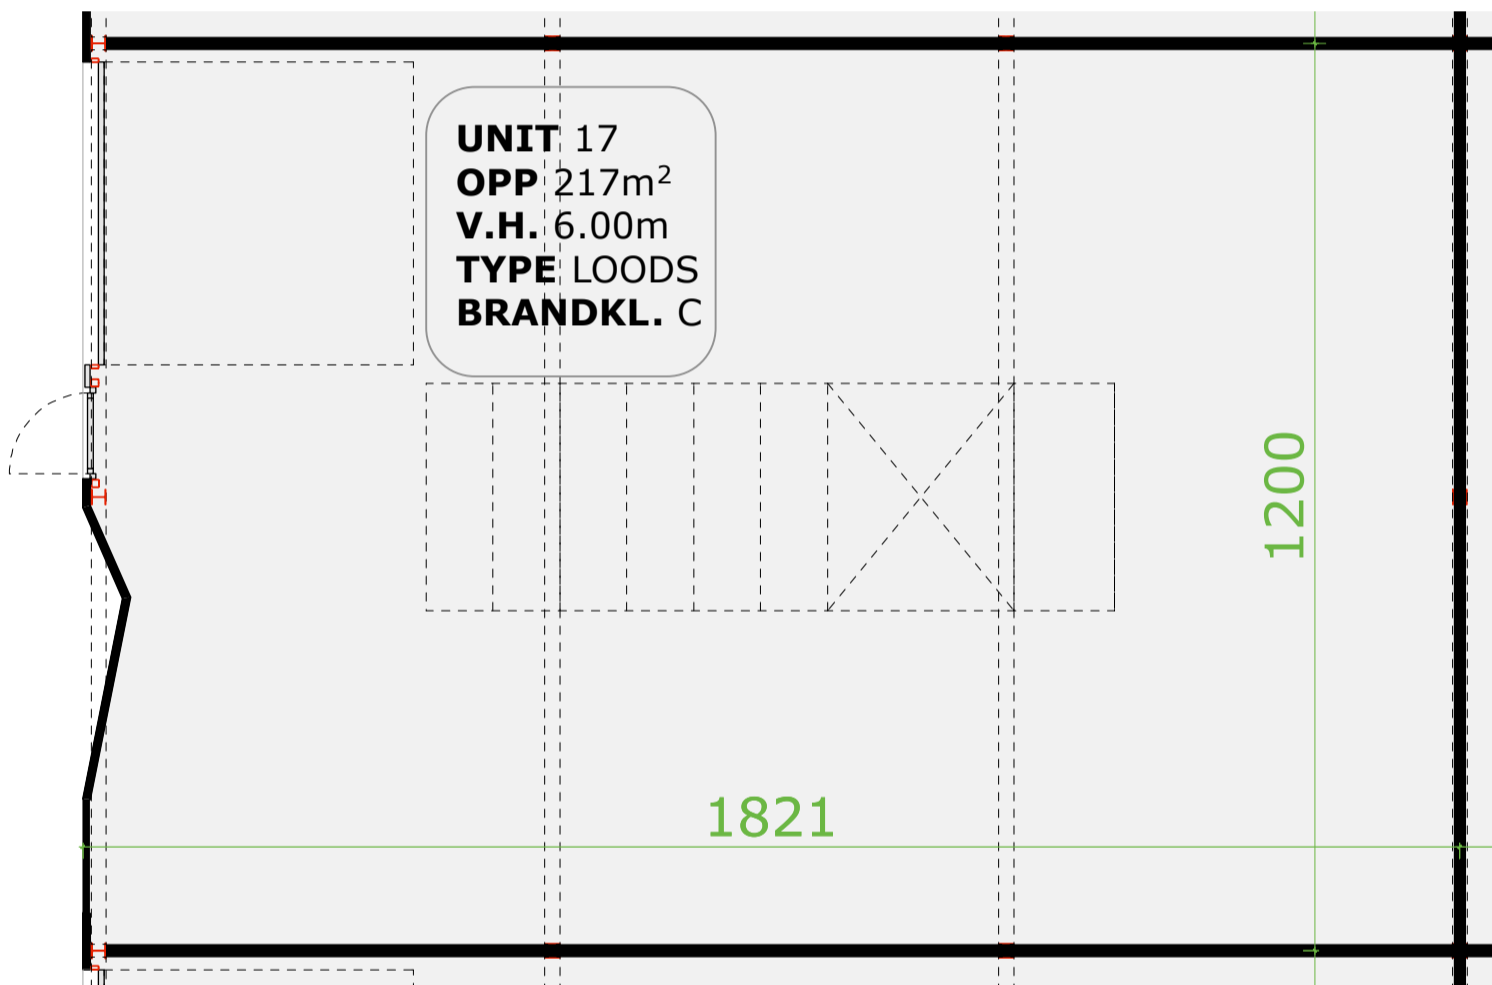 UNIT 17
OPP 217m²
V.H. 6.00m
TYPE LOODS
BRANDKL. C
1200
1821